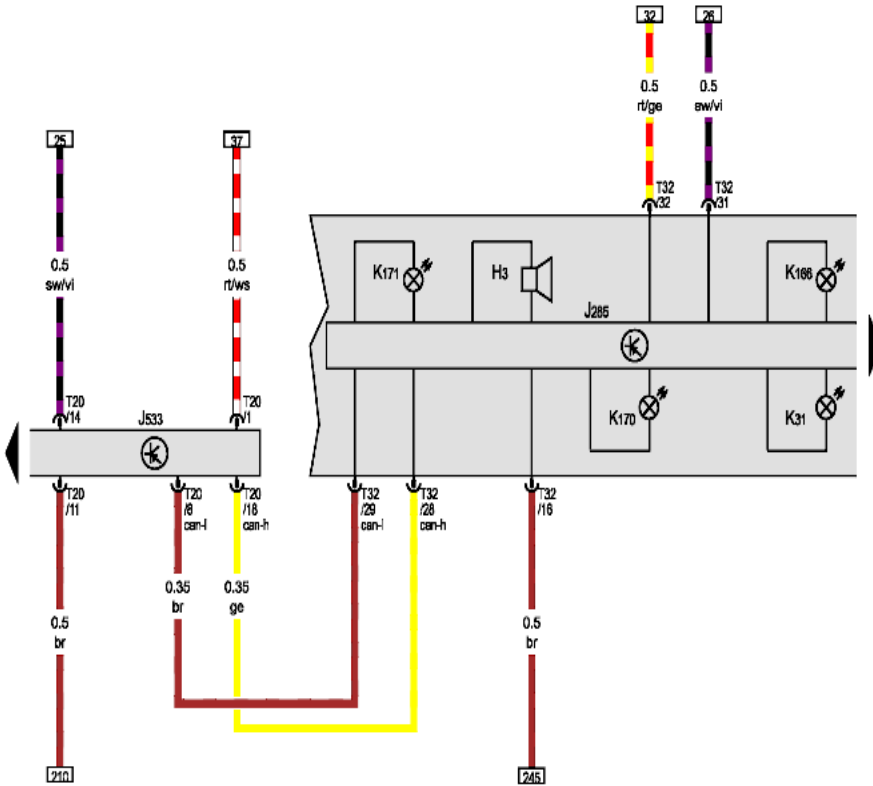 32
26
0.5
rt/ge
0.5
sw/vi
25
37
T32
/32
T32
/31
0.5
sw/vi
0.5
rt/ws
K171
H3
K166
J285
T20
/14
J533
T20
/1
K170
K31
T20
/11
T20
/8
can-l
T20
/18
can-h
T32
/29
can-l
T32
/28
can-h
T32
/16
0.35
br
0.35
ge
0.5
br
0.5
br
210
245